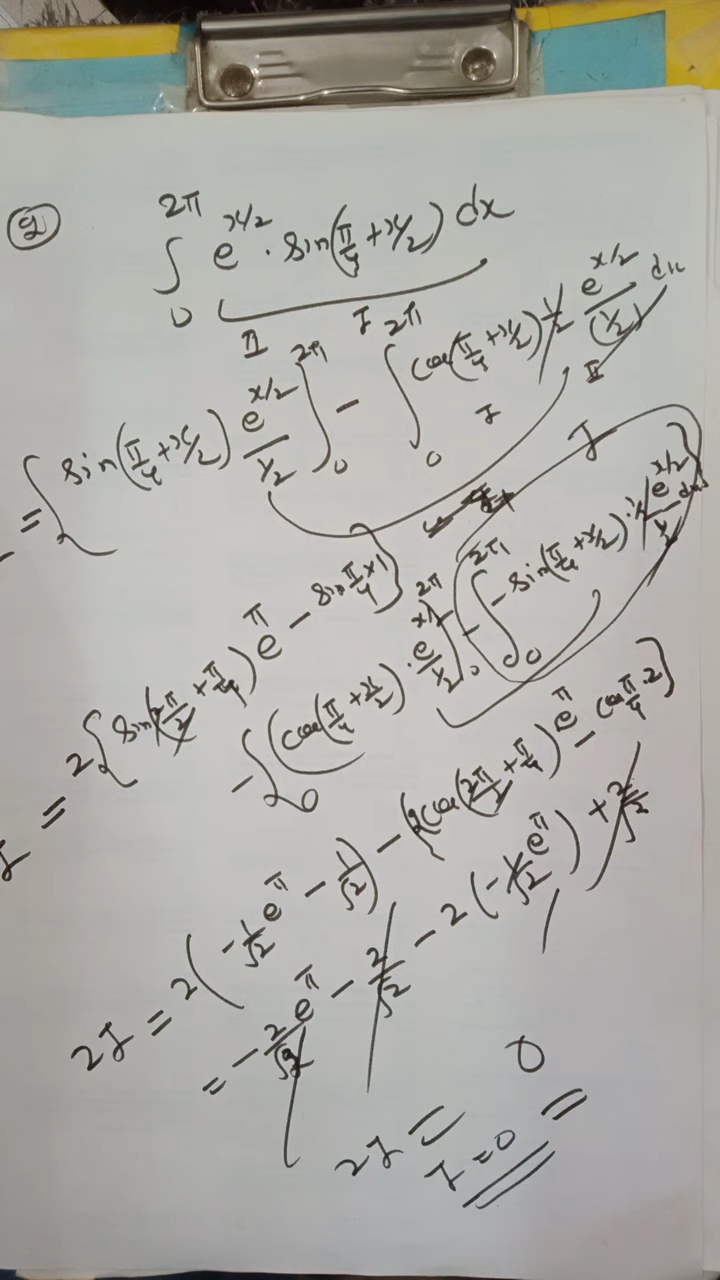 9
∫₀^{2π} e^{x/2} · sin(π/4 + x/2) dx
II I
= { sin(π/4 + x/2) e^{x/2}/(1/2) }₀^{2π} − ∫₀^{2π} cos(π/4 + x/2) 1/2 e^{x/2}/(1/2) dx
I II
I
I = 2{ sin(2π/2 + π/4) e^π − sin π/4 × 1 }
− { (cos(π/4 + x/2) · e^{x/2}/(1/2) }₀^{2π} − ∫₀^{2π} − sin(π/4 + x/2) · 1/2 e^{x/2}/(1/2) dx }
2I = 2( −1/√2 e^π − 1/√2 ) − { 2cos(2π/2 + π/4) e^π − cos π/4 · 2 }
= − 2/√2 e^π − 2/√2 − 2( −1/√2 e^π ) + 2/√2
2I = 0
I = 0